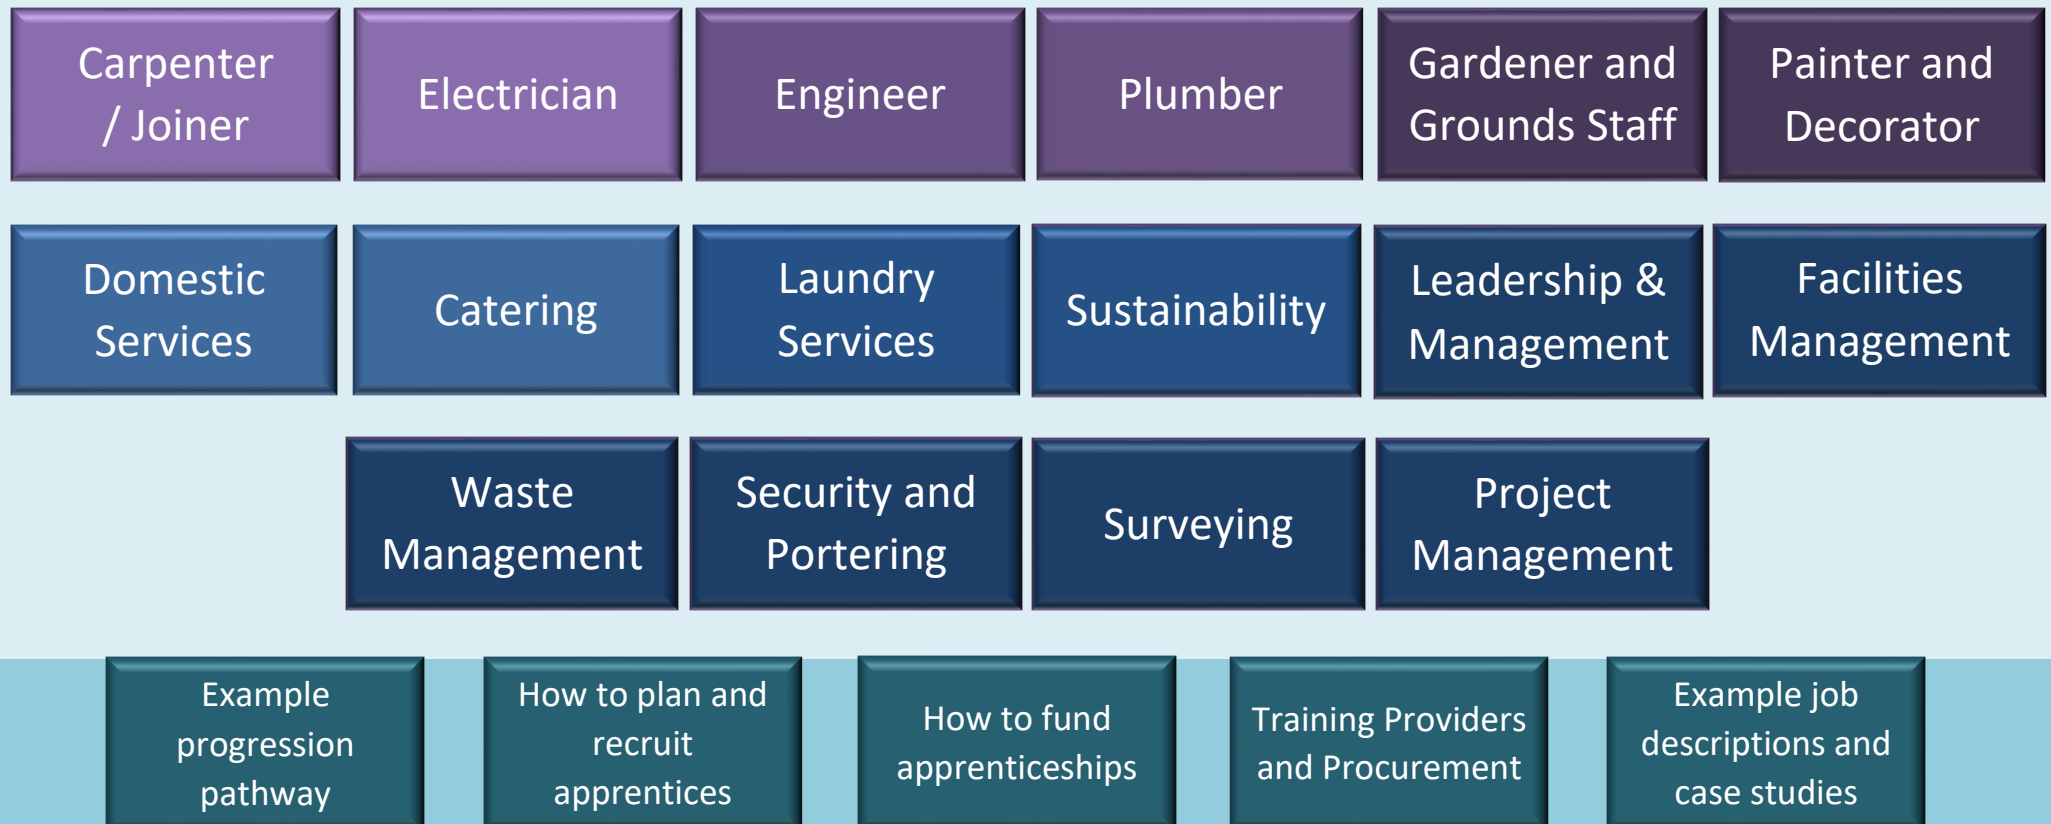 Carpenter
/ Joiner
Electrician
Engineer
Plumber
Gardener and
Grounds Staff
Painter and
Decorator
Domestic
Services
Catering
Laundry
Services
Sustainability
Leadership &
Management
Facilities
Management
Waste
Management
Security and
Portering
Surveying
Project
Management
Example
progression
pathway
How to plan and
recruit
apprentices
How to fund
apprenticeships
Training Providers
and Procurement
Example job
descriptions and
case studies